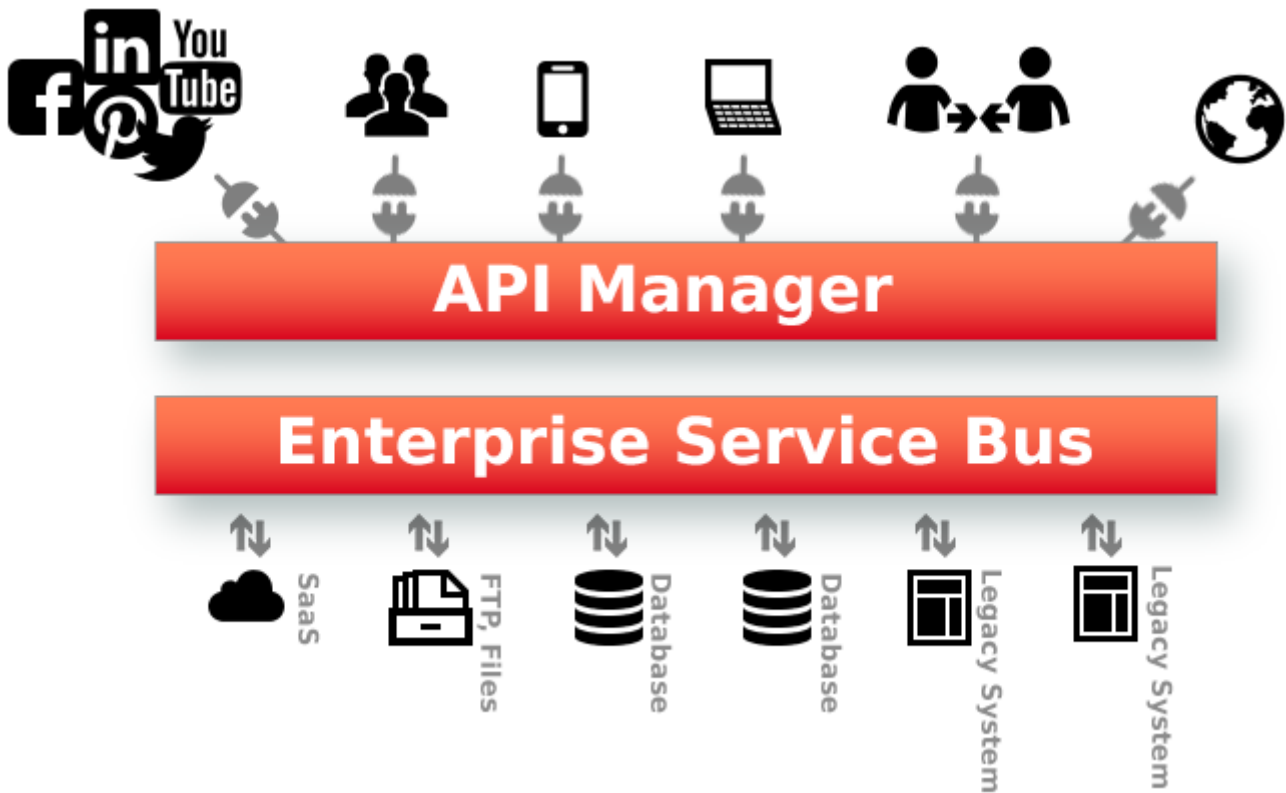 in
You
Tube
f
API Manager
Enterprise Service Bus
SaaS
FTP, Files
Database
Database
Legacy System
Legacy System